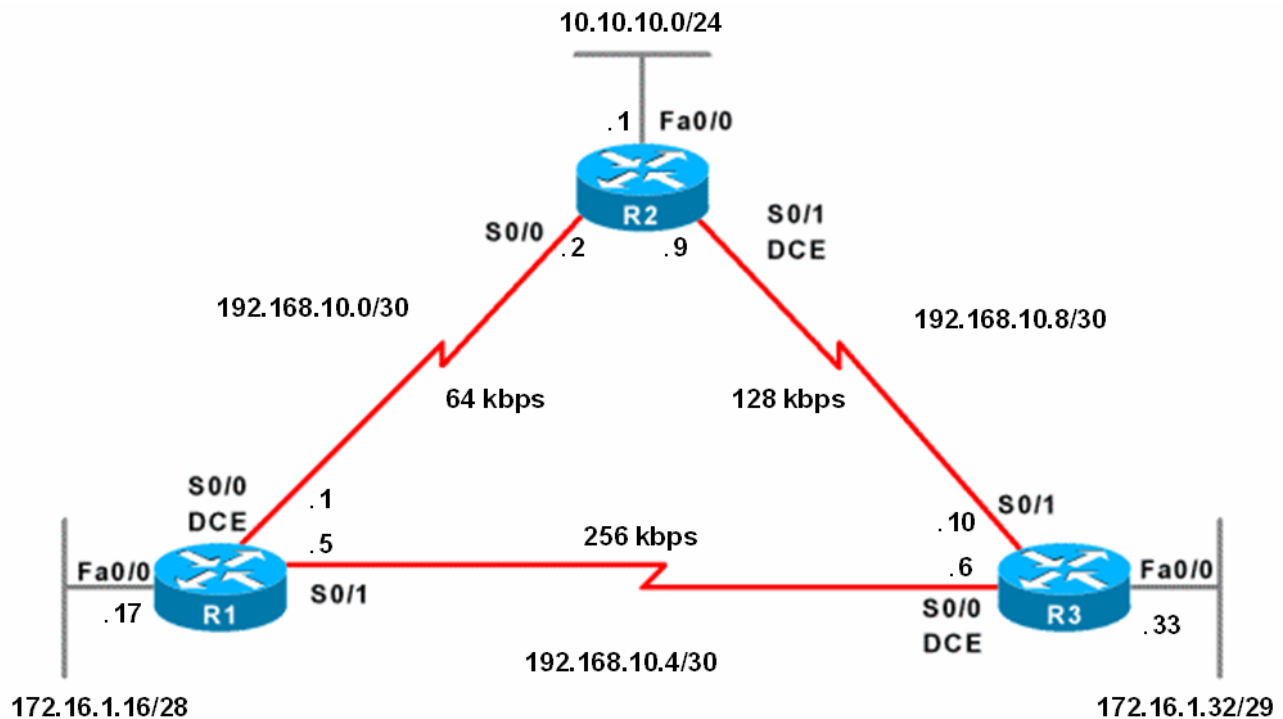 10.10.10.0/24
.1
Fa0/0
R2
S0/0
.2
.9
S0/1
DCE
192.168.10.0/30
192.168.10.8/30
64 kbps
128 kbps
S0/0
DCE
.1
.5
256 kbps
.10
S0/1
.6
Fa0/0
R1
.17
S0/1
S0/0
DCE
R3
Fa0/0
.33
192.168.10.4/30
172.16.1.16/28
172.16.1.32/29